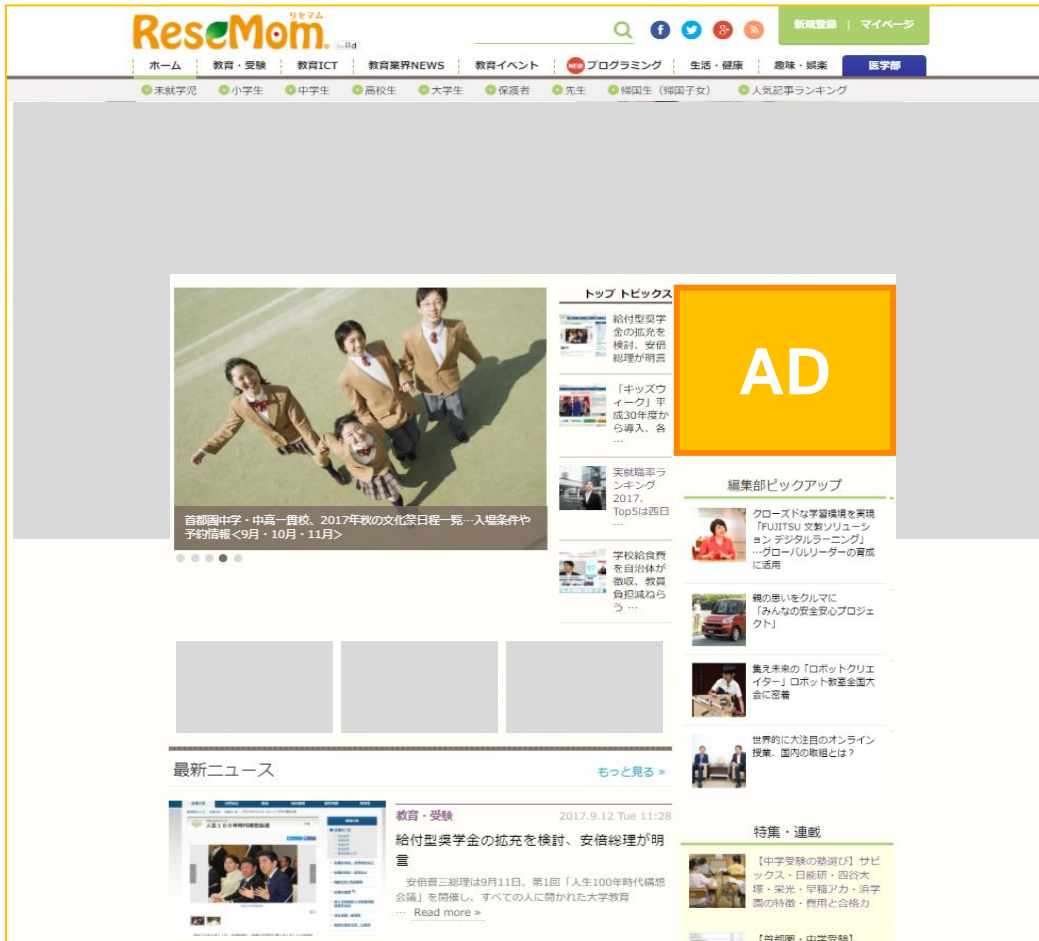 リセマム
ReseMom.
新規登録 | マイページ
ホーム
教育・受験
教育ICT
教育業界NEWS
教育イベント
NEW プログラミング
生活・健康
趣味・娯楽
医学部
未就学児
小学生
中学生
高校生
大学生
保護者
先生
帰国生（帰国子女）
人気記事ランキング
首都圏中学・中高一貫校、2017年秋の文化祭日程一覧…入場条件や
予約情報<9月・10月・11月>
トップ トピックス
給付型奨学
金の拡充を
検討、安倍
総理が明言
「キッズウ
ィーク」平
成30年度か
ら導入、各
…
実就職率ラ
ンキング
2017、
Top5は西日
…
学校給食費
を自治体が
徴収、教員
負担減ねら
う …
AD
編集部ピックアップ
クローズドな学習環境を実現
「FUJITSU 文教ソリューシ
ョン デジタルラーニング」
…グローバルリーダーの育成
に活用
親の思いをクルマに
「みんなの安全安心プロジェ
クト」
集え未来の「ロボットクリエ
イター」ロボット教室全国大
会に密着
世界的に大注目のオンライン
授業、国内の取組とは？
最新ニュース
もっと見る »
教育・受験
2017.9.12 Tue 11:28
給付型奨学金の拡充を検討、安倍総理が明
言
安倍晋三総理は9月11日、第1回「人生100年時代構想
会議」を開催し、すべての人に開かれた大学教育
… Read more »
人生１００年時代構想会議
特集・連載
【中学受験の塾選び】サピ
ックス・日能研・四谷大
塚・栄光・早稲アカ・浜学
園の特徴・費用と合格力
【首都圏・中学受験】